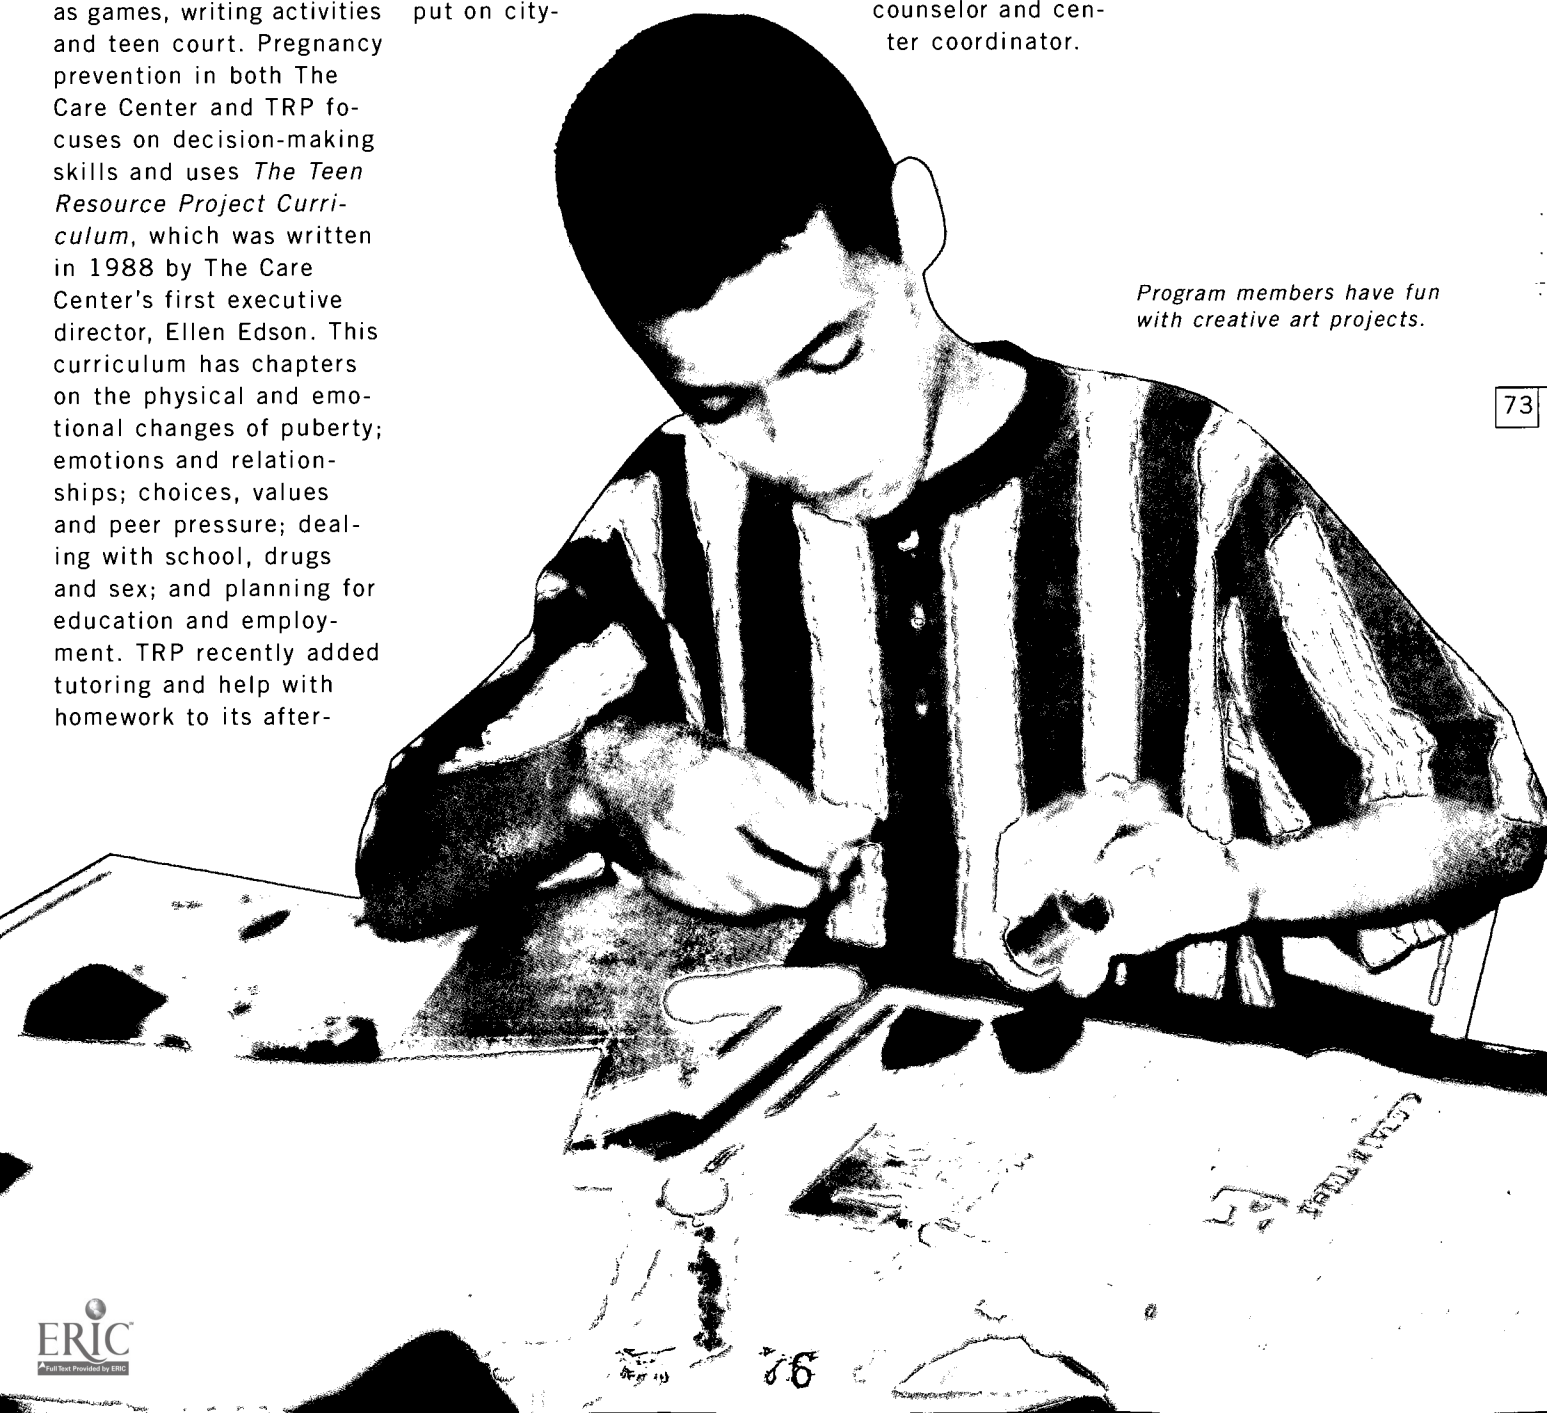 as games, writing activities
and teen court. Pregnancy
prevention in both The
Care Center and TRP fo-
cuses on decision-making
skills and uses The Teen
Resource Project Curri-
culum, which was written
in 1988 by The Care
Center's first executive
director, Ellen Edson. This
curriculum has chapters
on the physical and emo-
tional changes of puberty;
emotions and relation-
ships; choices, values
and peer pressure; deal-
ing with school, drugs
and sex; and planning for
education and employ-
ment. TRP recently added
tutoring and help with
homework to its after-
put on city-
counselor and cen-
ter coordinator.
Program members have fun
with creative art projects.
73
ERIC
Full Text Provided by ERIC